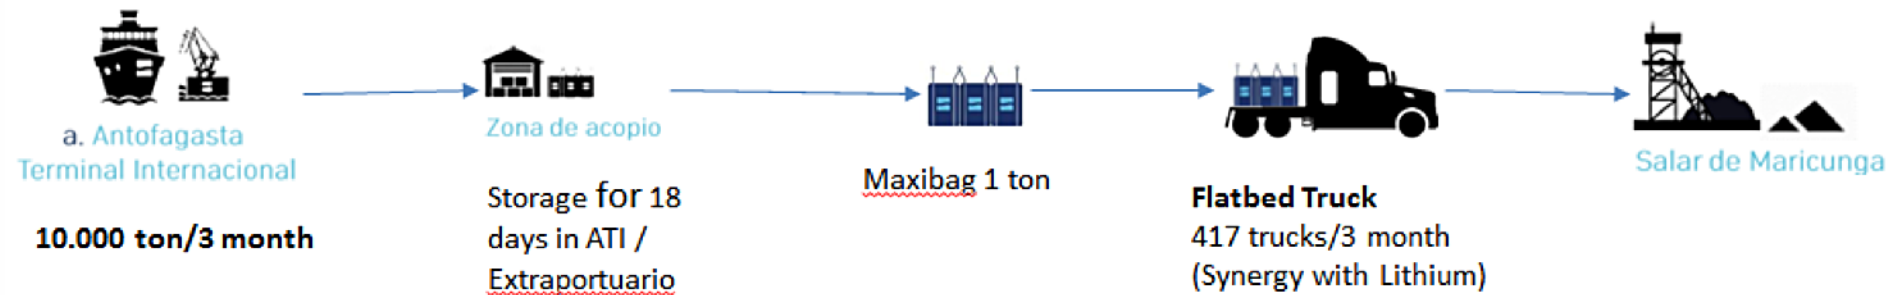 a. Antofagasta
Terminal Internacional
10.000 ton/3 month
Zona de acopio
Storage for 18
days in ATI /
Extraportuario
Maxibag 1 ton
Flatbed Truck
417 trucks/3 month
(Synergy with Lithium)
Salar de Maricunga